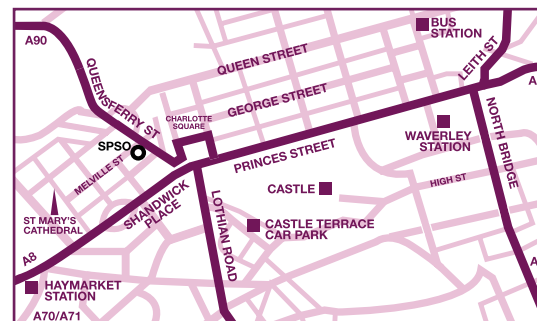 A90
BUS
STATION
LEITH ST
QUEENSFERRY ST
QUEEN STREET
GEORGE STREET
CHARLOTTE
SQUARE
A
WAVERLEY
STATION
NORTH BRIDGE
SPSO
MELVILLE ST
PRINCES STREET
HIGH ST
CASTLE
ST MARY'S
CATHEDRAL
SHANDWICK
PLACE
LOTHIAN ROAD
CASTLE TERRACE
CAR PARK
A8
A
HAYMARKET
STATION
A70/A71